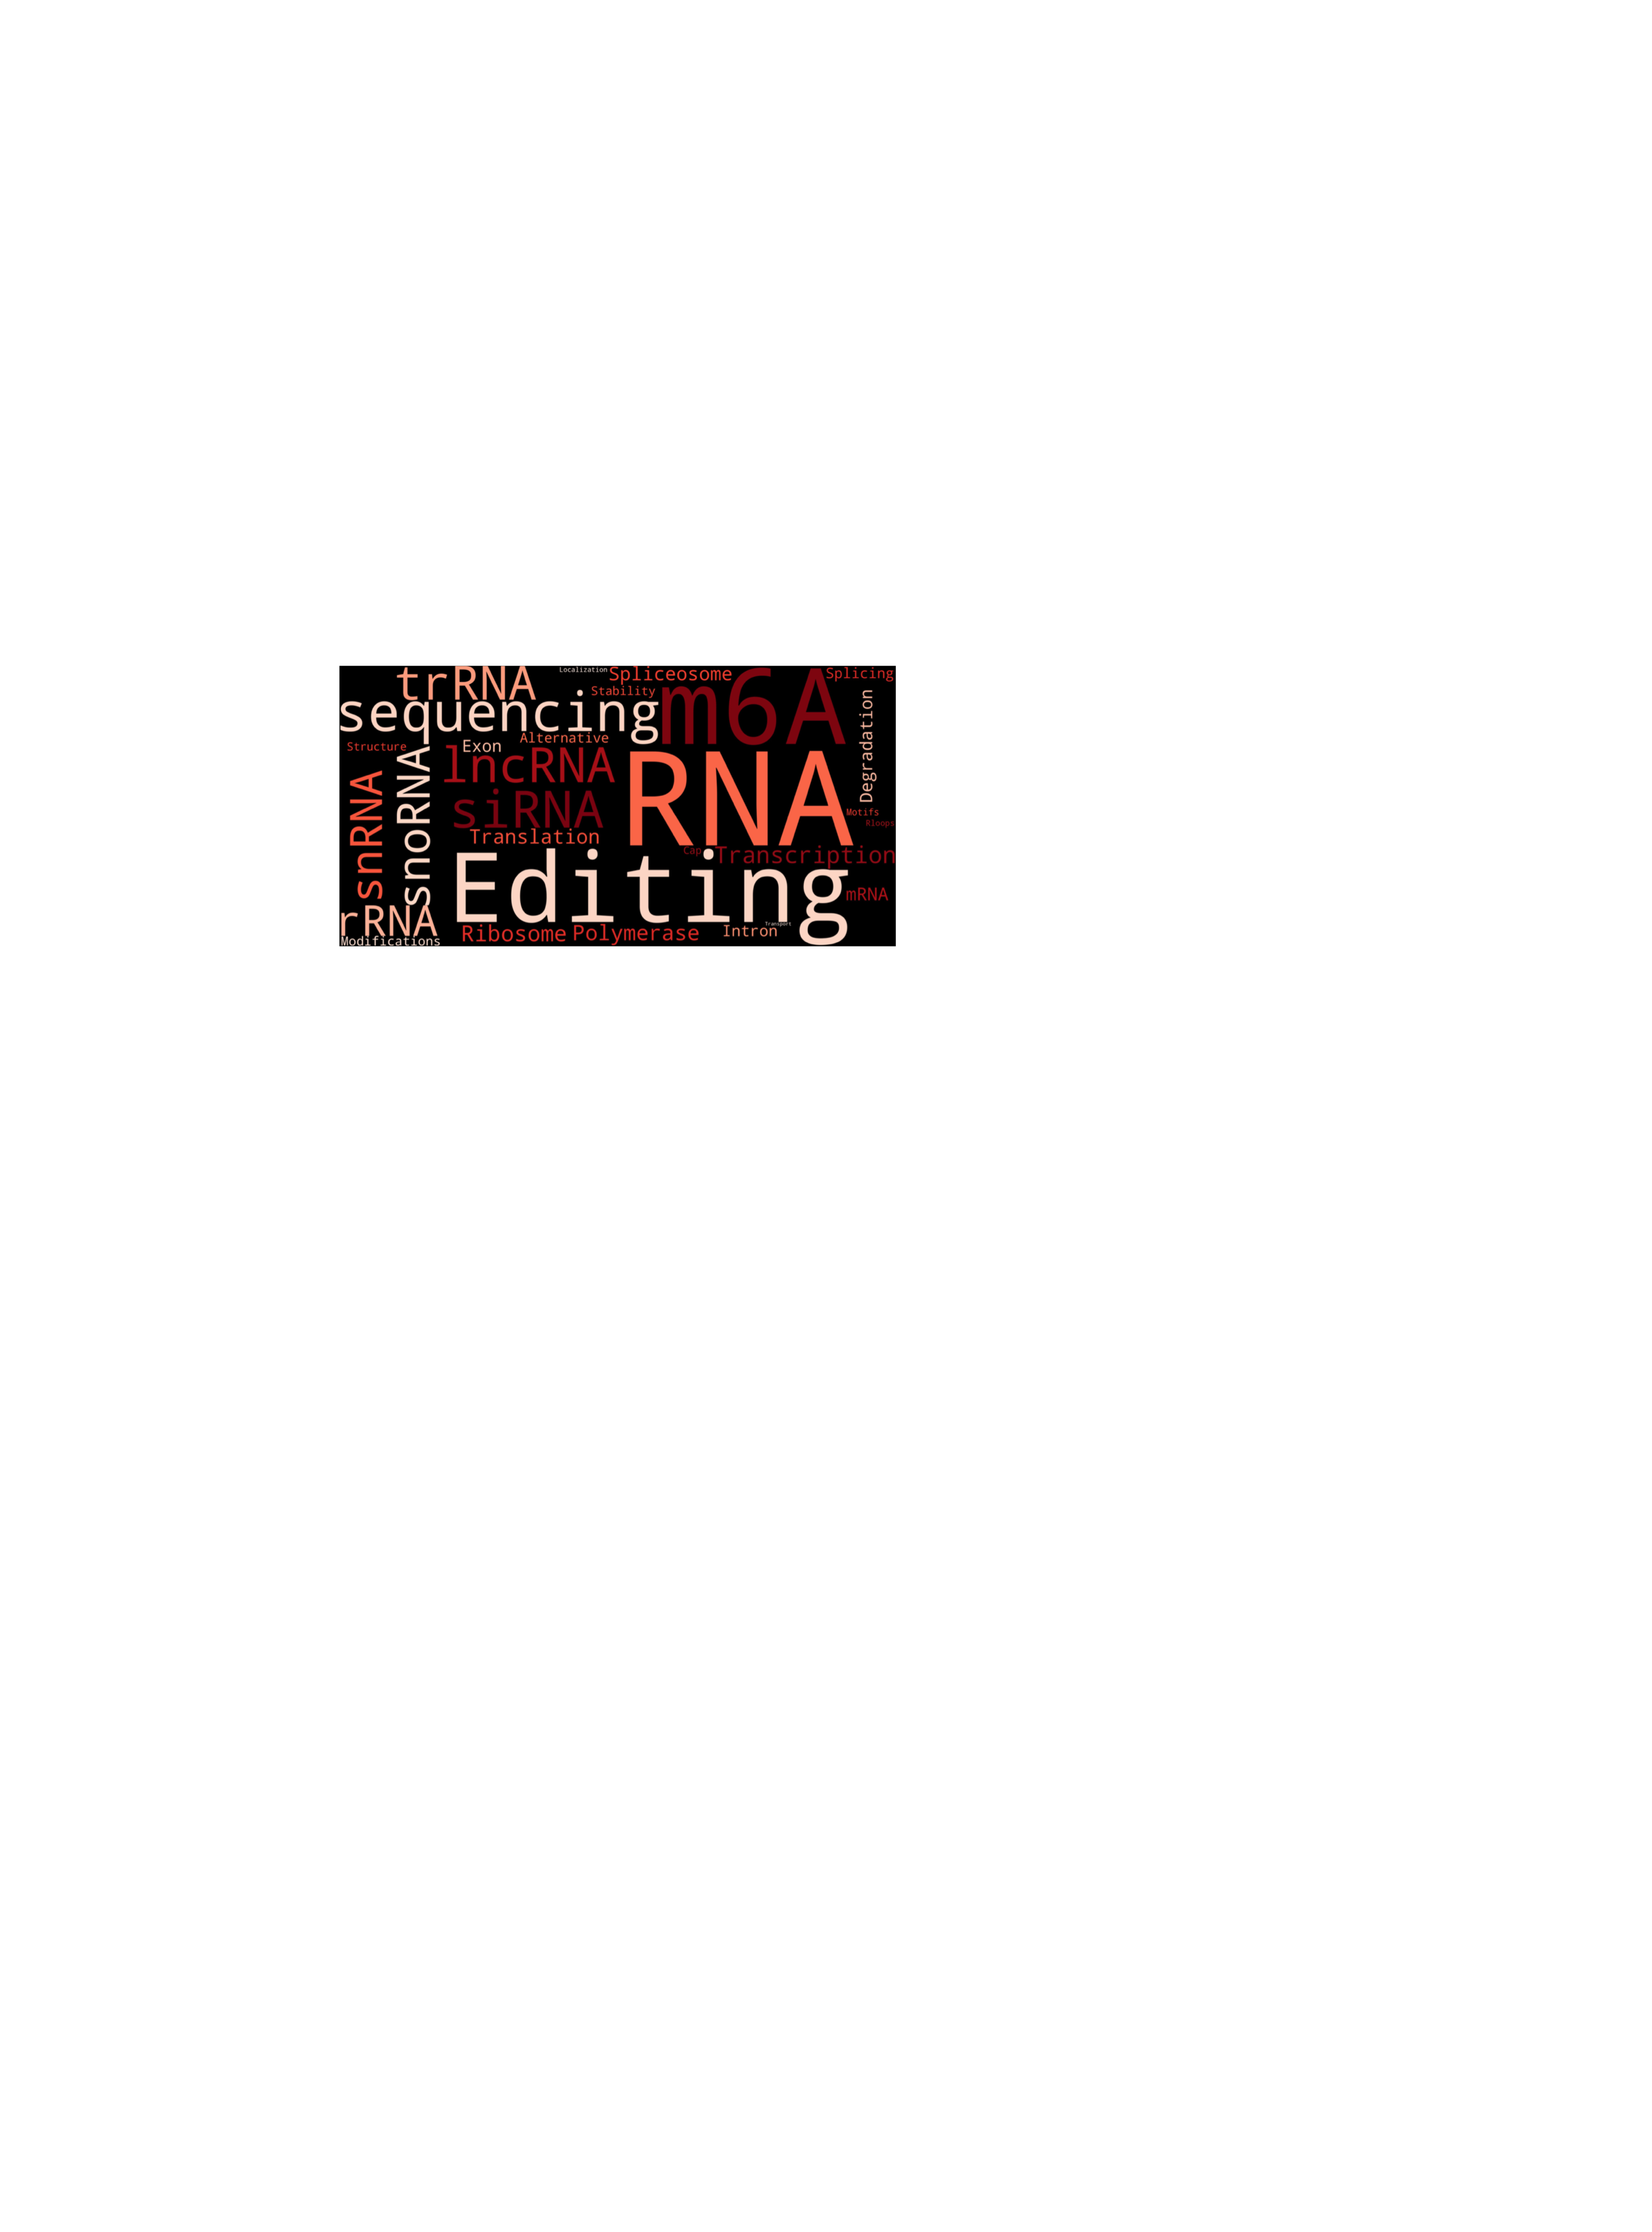 trRNA
Localization
Spliceosome
m6A
Splicing
Stability
sequencing
Degradation
Structure
Exon
Alternative
lncRNA
RNA
snRNA
snoRNA
siRNA
Motifs
Rloops
Translation
Cap
Transcription
Editing
mRNA
rRNA
Transport
Ribosome
Polymerase
Intron
Modifications